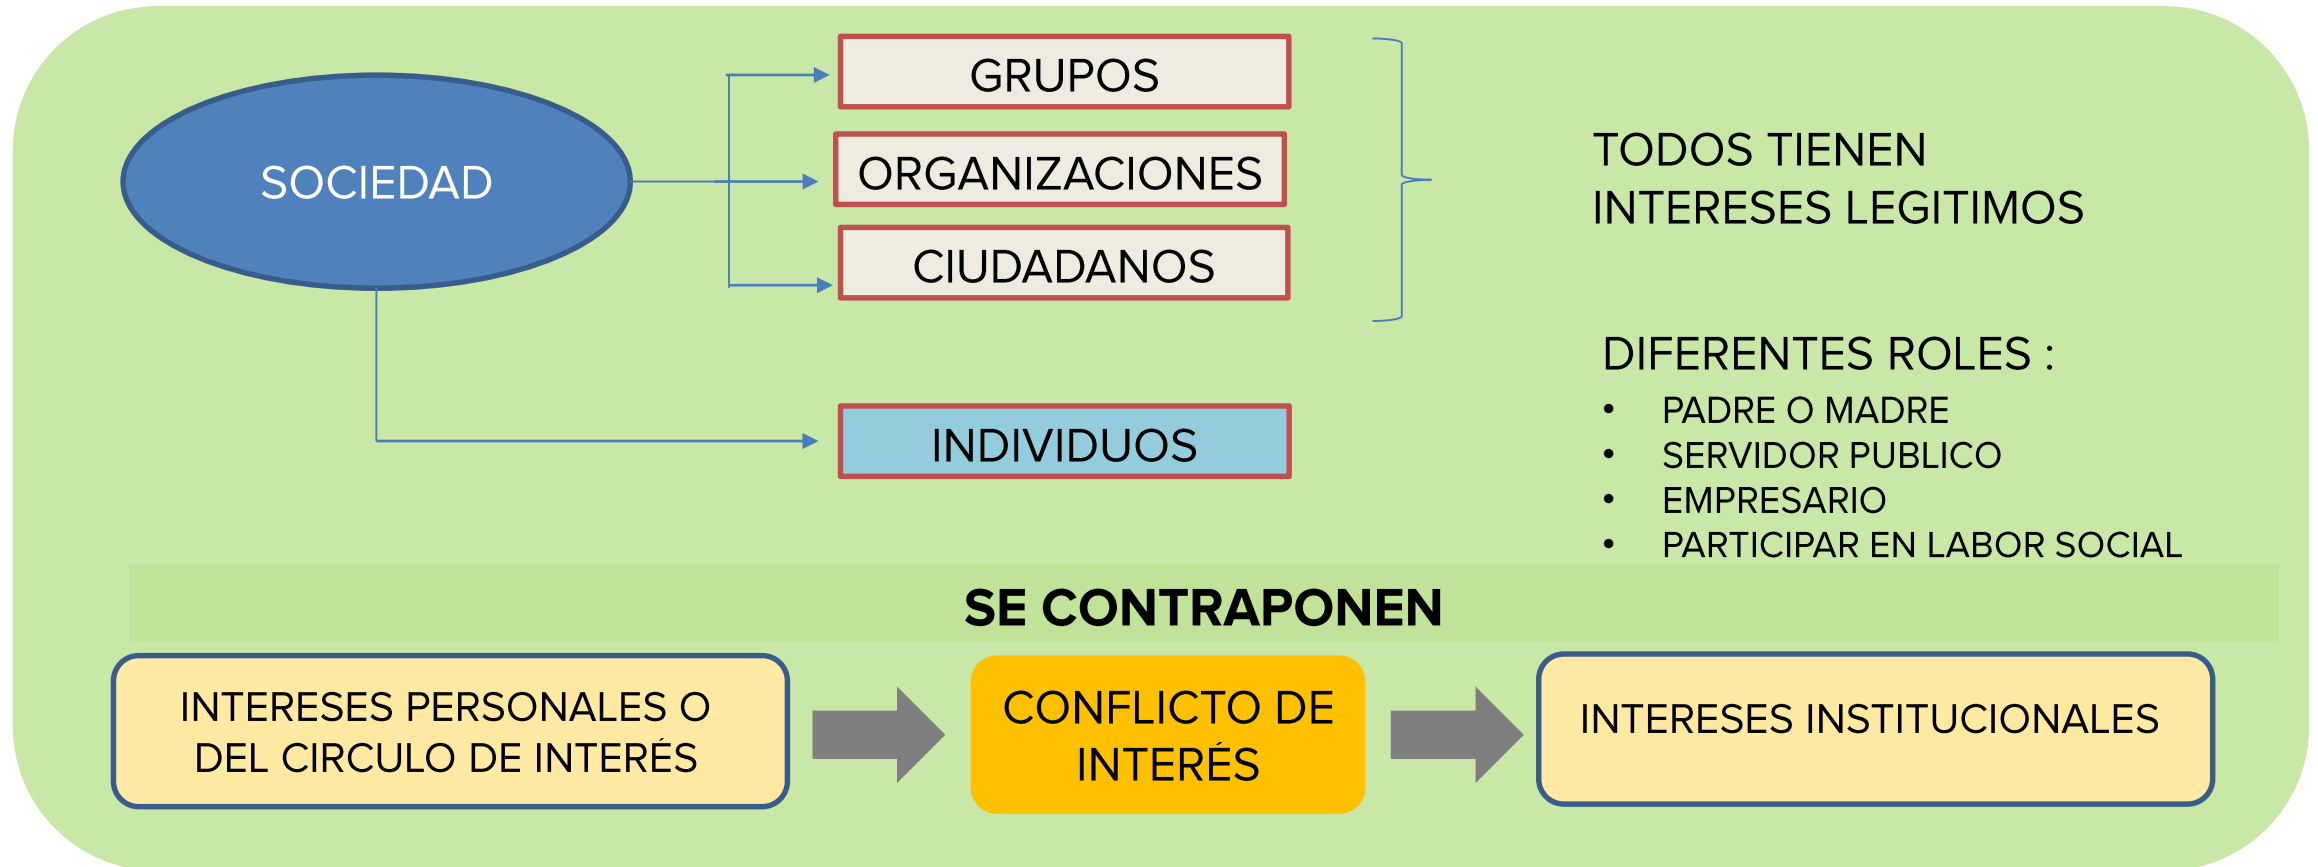 SOCIEDAD
GRUPOS
ORGANIZACIONES
CIUDADANOS
TODOS TIENEN
INTERESES LEGITIMOS
INDIVIDUOS
DIFERENTES ROLES :
• PADRE O MADRE
• SERVIDOR PUBLICO
• EMPRESARIO
• PARTICIPAR EN LABOR SOCIAL
SE CONTRAPONEN
INTERESES PERSONALES O
DEL CIRCULO DE INTERÉS
CONFLICTO DE
INTERÉS
INTERESES INSTITUCIONALES